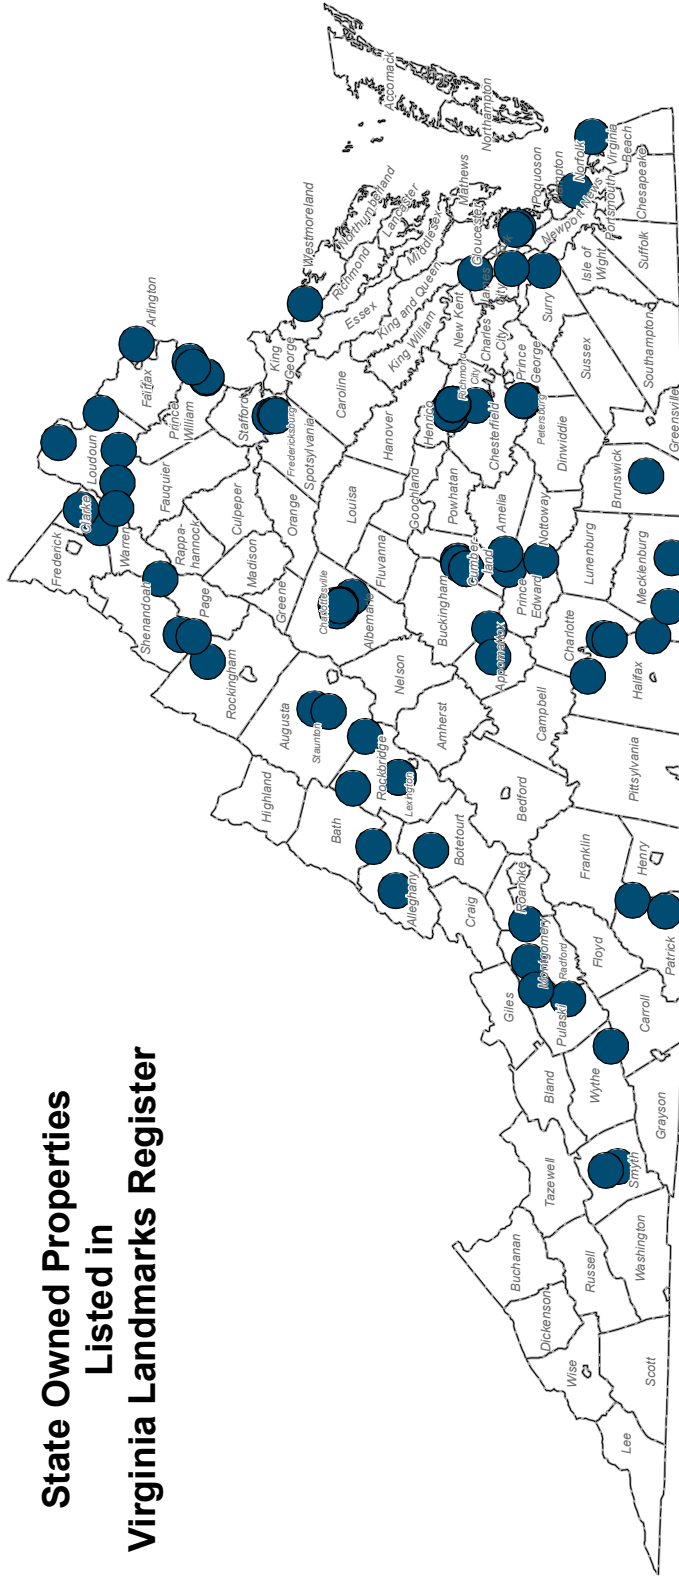 State Owned Properties
Listed in
Virginia Landmarks Register
Accomack
Northampton
Westmoreland
Northumberland
Lancaster
Richmond
Mathews
Middlesex
Essex
King and Queen
Gloucester
King William
New Kent
James
City
York
Poquoson
Hampton
Newport News
Norfolk
Virginia
Beach
Portsmouth
Chesapeake
Suffolk
Isle of
Wight
Surry
Charles
City
Prince
George
Sussex
Southampton
Greensville
Arlington
Fairfax
Loudoun
Prince
William
Stafford
King
George
Fredericksburg
Spotsylvania
Caroline
Hanover
Henrico
Richmond
City
Chesterfield
Petersburg
Dinwiddie
Brunswick
Clarke
Frederick
Warren
Fauquier
Rappa-
hannock
Culpeper
Madison
Orange
Louisa
Goochland
Powhatan
Amelia
Nottoway
Lunenburg
Mecklenburg
Shenandoah
Page
Greene
Charlottesville
Albemarle
Fluvanna
Cumber-
land
Buckingham
Prince
Edward
Charlotte
Halifax
Rockingham
Augusta
Staunton
Nelson
Appomattox
Amherst
Campbell
Pittsylvania
Highland
Bath
Rockbridge
Lexington
Bedford
Alleghany
Botetourt
Craig
Roanoke
Franklin
Henry
Patrick
Giles
Montgomery
Radford
Floyd
Pulaski
Carroll
Bland
Wythe
Grayson
Tazewell
Smyth
Buchanan
Russell
Washington
Dickenson
Wise
Scott
Lee